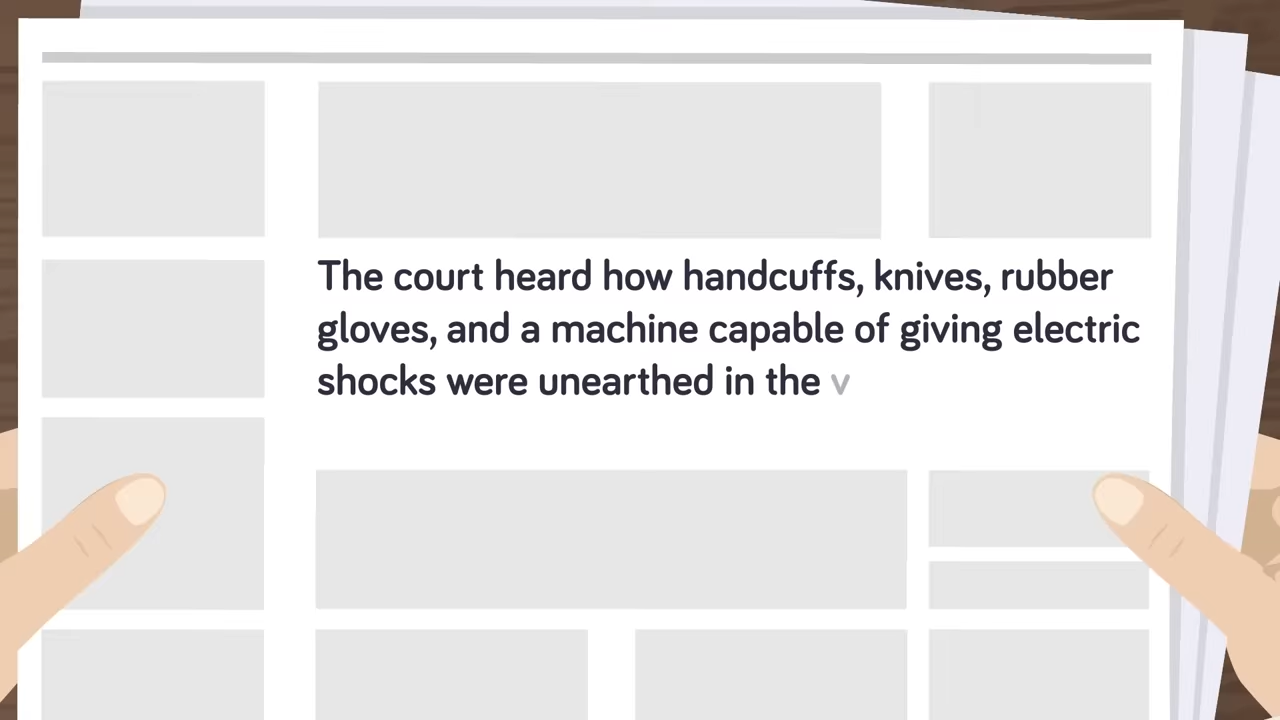 The court heard how handcuffs, knives, rubber
gloves, and a machine capable of giving electric
shocks were unearthed in the v